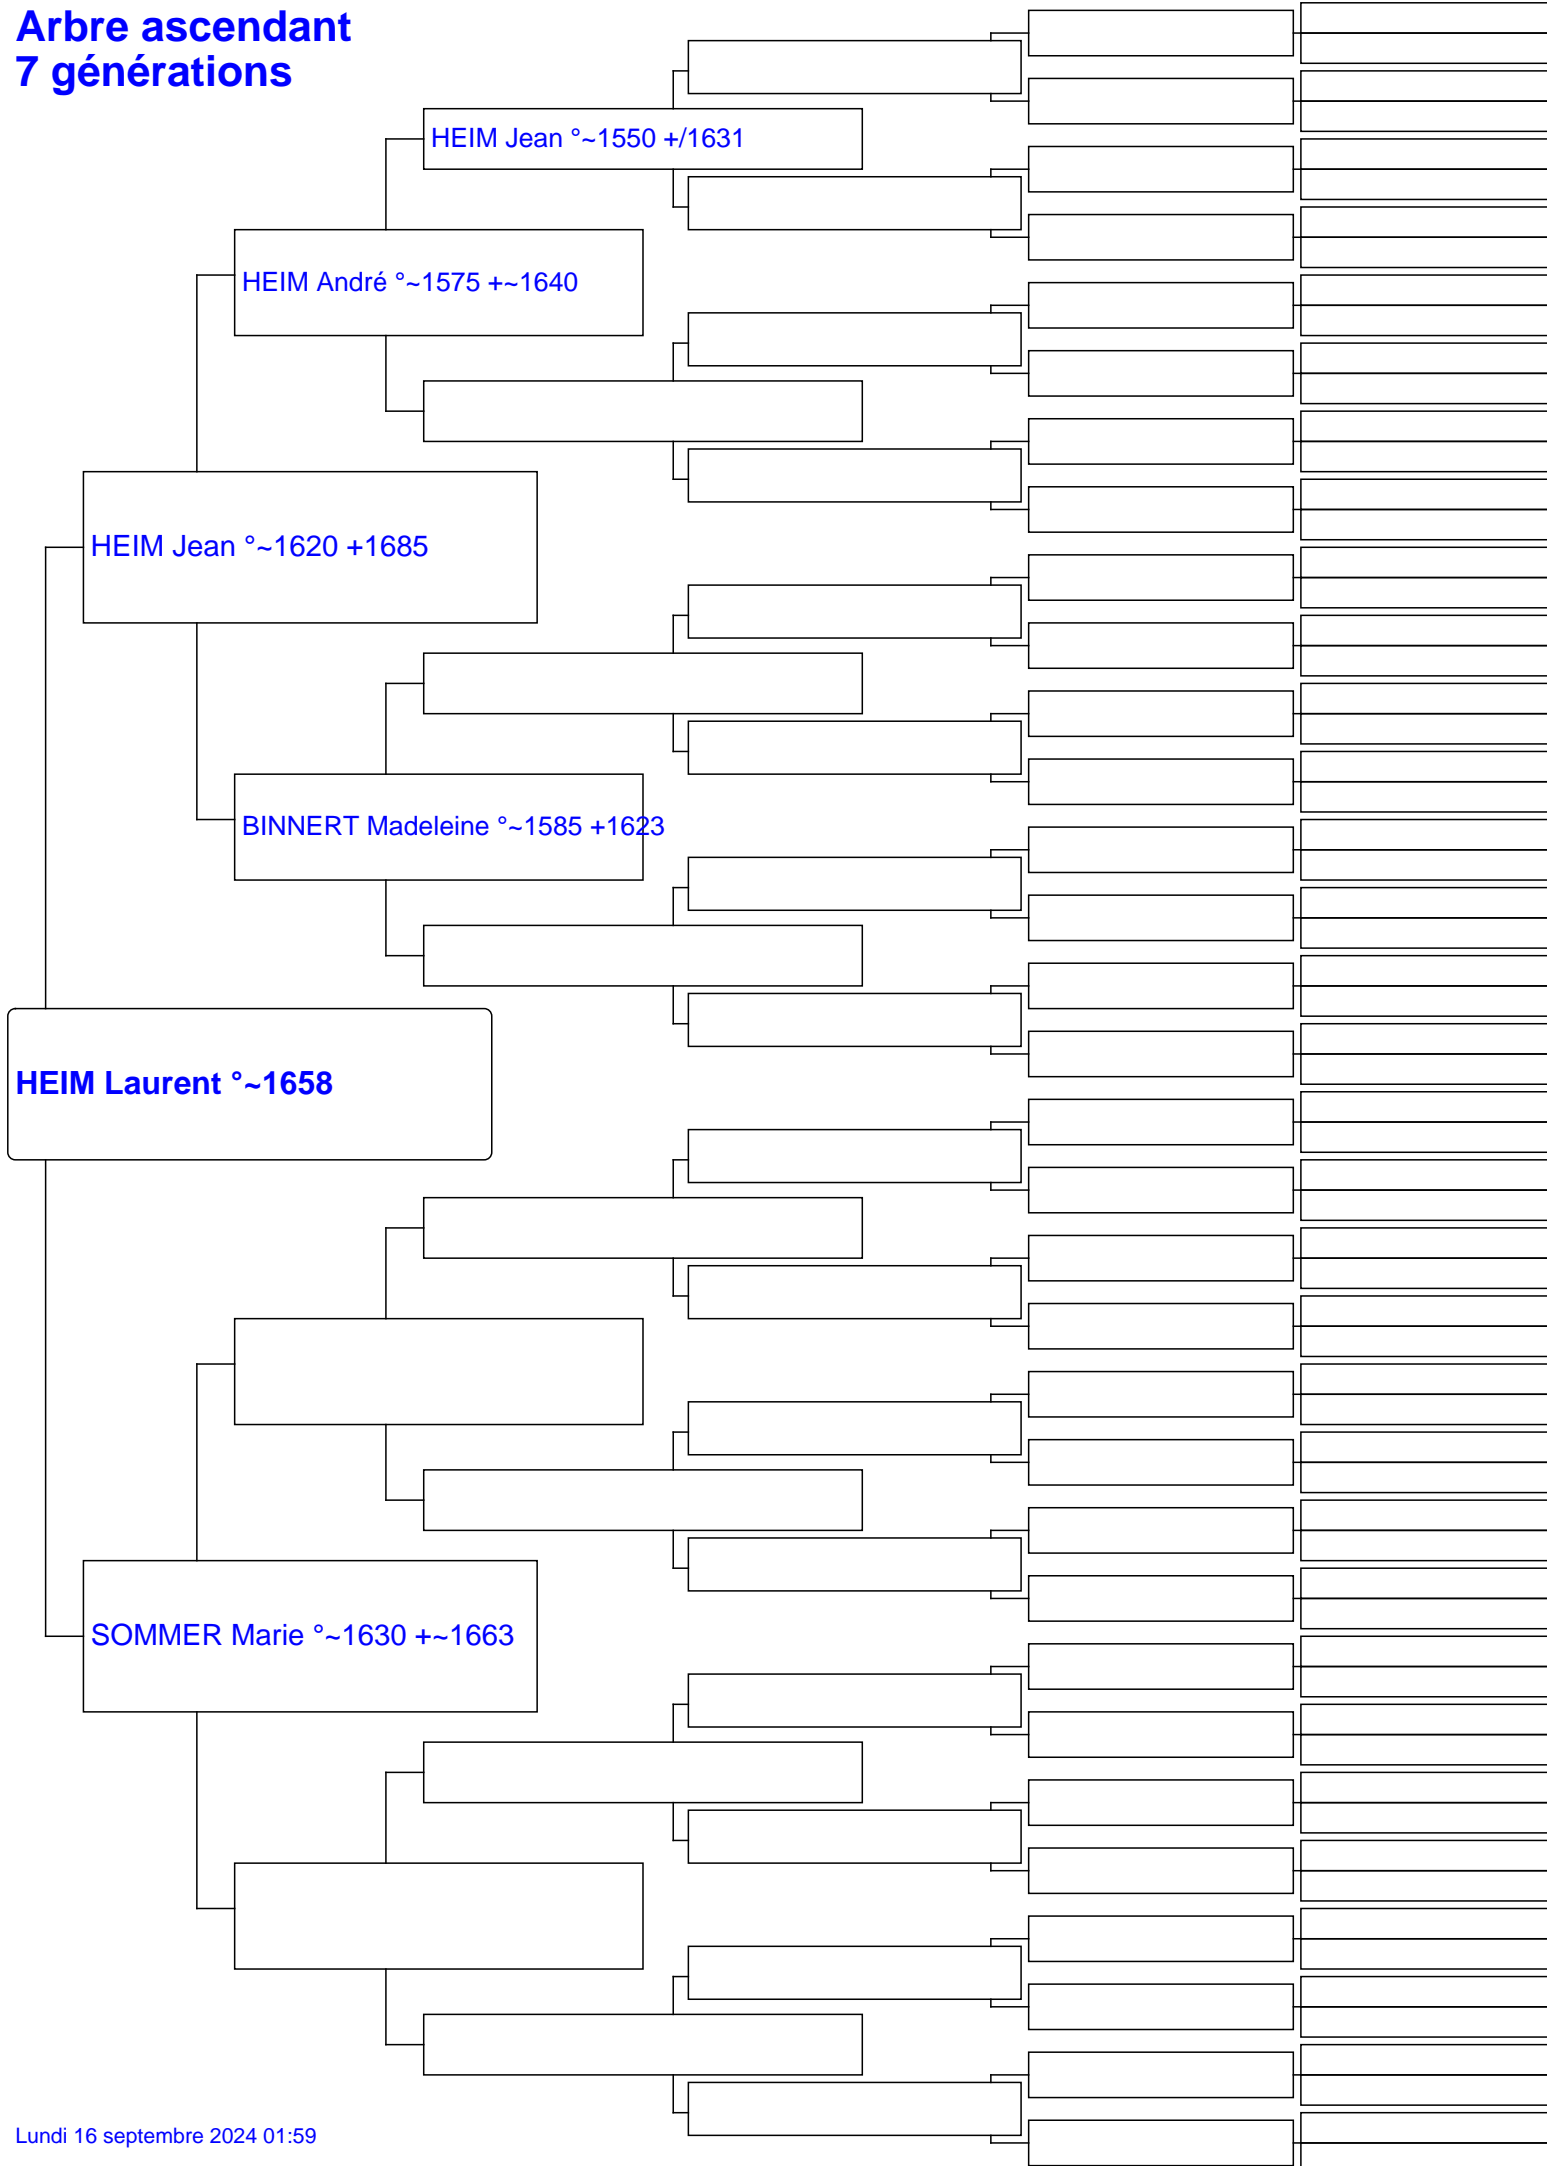 Arbre ascendant
7 générations
HEIM Jean °~1550 +/1631
HEIM André °~1575 +~1640
HEIM Jean °~1620 +1685
BINNERT Madeleine °~1585 +1623
HEIM Laurent °~1658
SOMMER Marie °~1630 +~1663
Lundi 16 septembre 2024 01:59